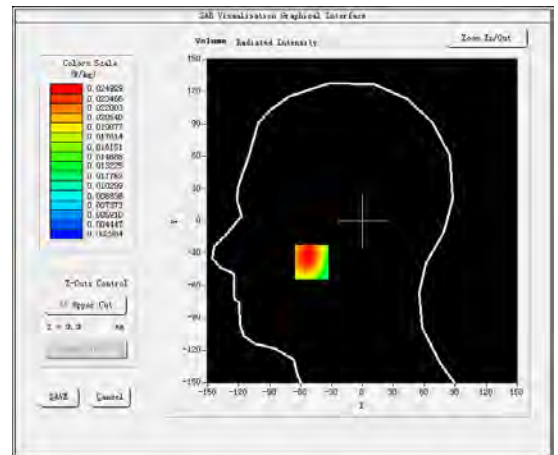 SAR Visualisation Graphical Interface
Volume Radiated Intensity
Zoom In/Out
Colors Scale
(W/kg)
0.024929
0.023466
0.022003
0.020540
0.019077
0.017614
0.016151
0.014688
0.013225
0.011762
0.010299
0.008836
0.007373
0.005910
0.004447
150
120
90
60
30
0
-30
-60
-90
-120
-150
Y
-150 -120 -90 -60 -30 0 30 60 90 120 150
X
Z-Cuts Control
Upper Cut
Z = 0.0 mm
SAVE
Cancel